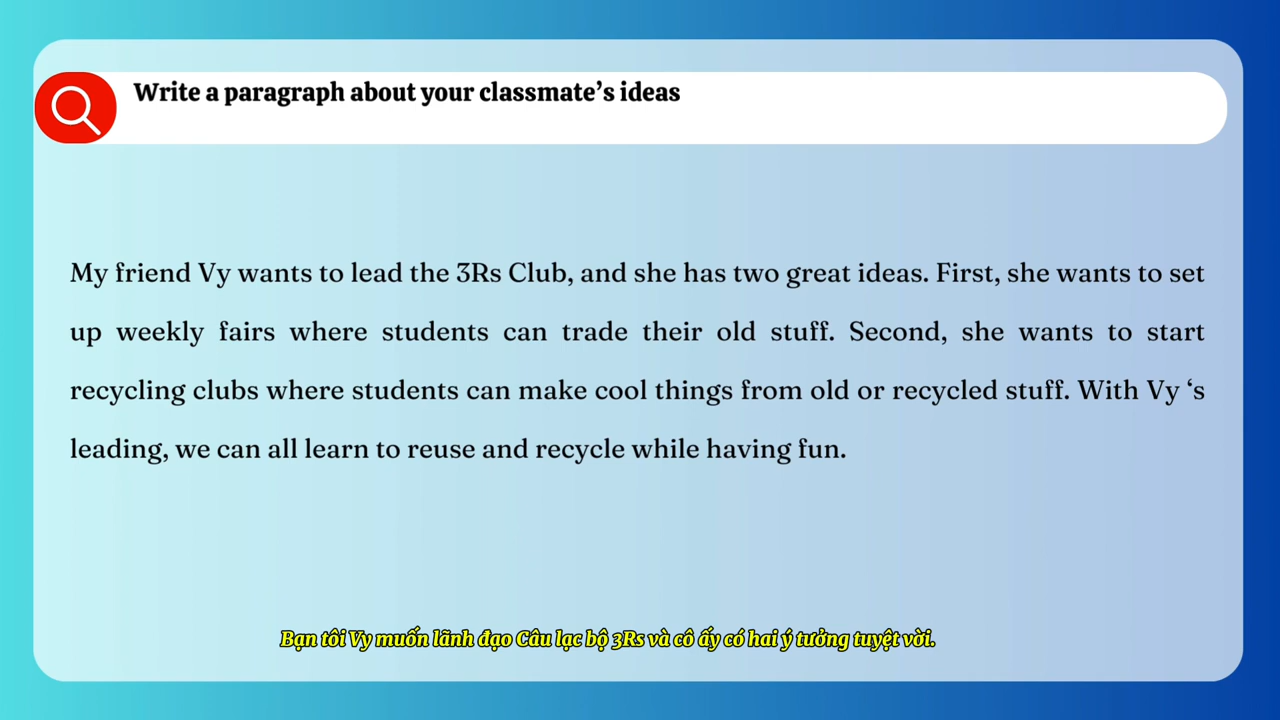 Write a paragraph about your classmate’s ideas
My friend Vy wants to lead the 3Rs Club, and she has two great ideas. First, she wants to set
up weekly fairs where students can trade their old stuff. Second, she wants to start
recycling clubs where students can make cool things from old or recycled stuff. With Vy ‘s
leading, we can all learn to reuse and recycle while having fun.
Bạn tôi Vy muốn lãnh đạo Câu lạc bộ 3Rs và cô ấy có hai ý tưởng tuyệt vời.